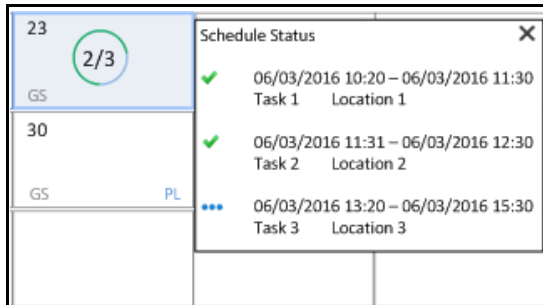 23
2/3
GS
30
GS PL
Schedule Status
06/03/2016 10:20 – 06/03/2016 11:30
Task 1 Location 1
06/03/2016 11:31 – 06/03/2016 12:30
Task 2 Location 2
06/03/2016 13:20 – 06/03/2016 15:30
Task 3 Location 3